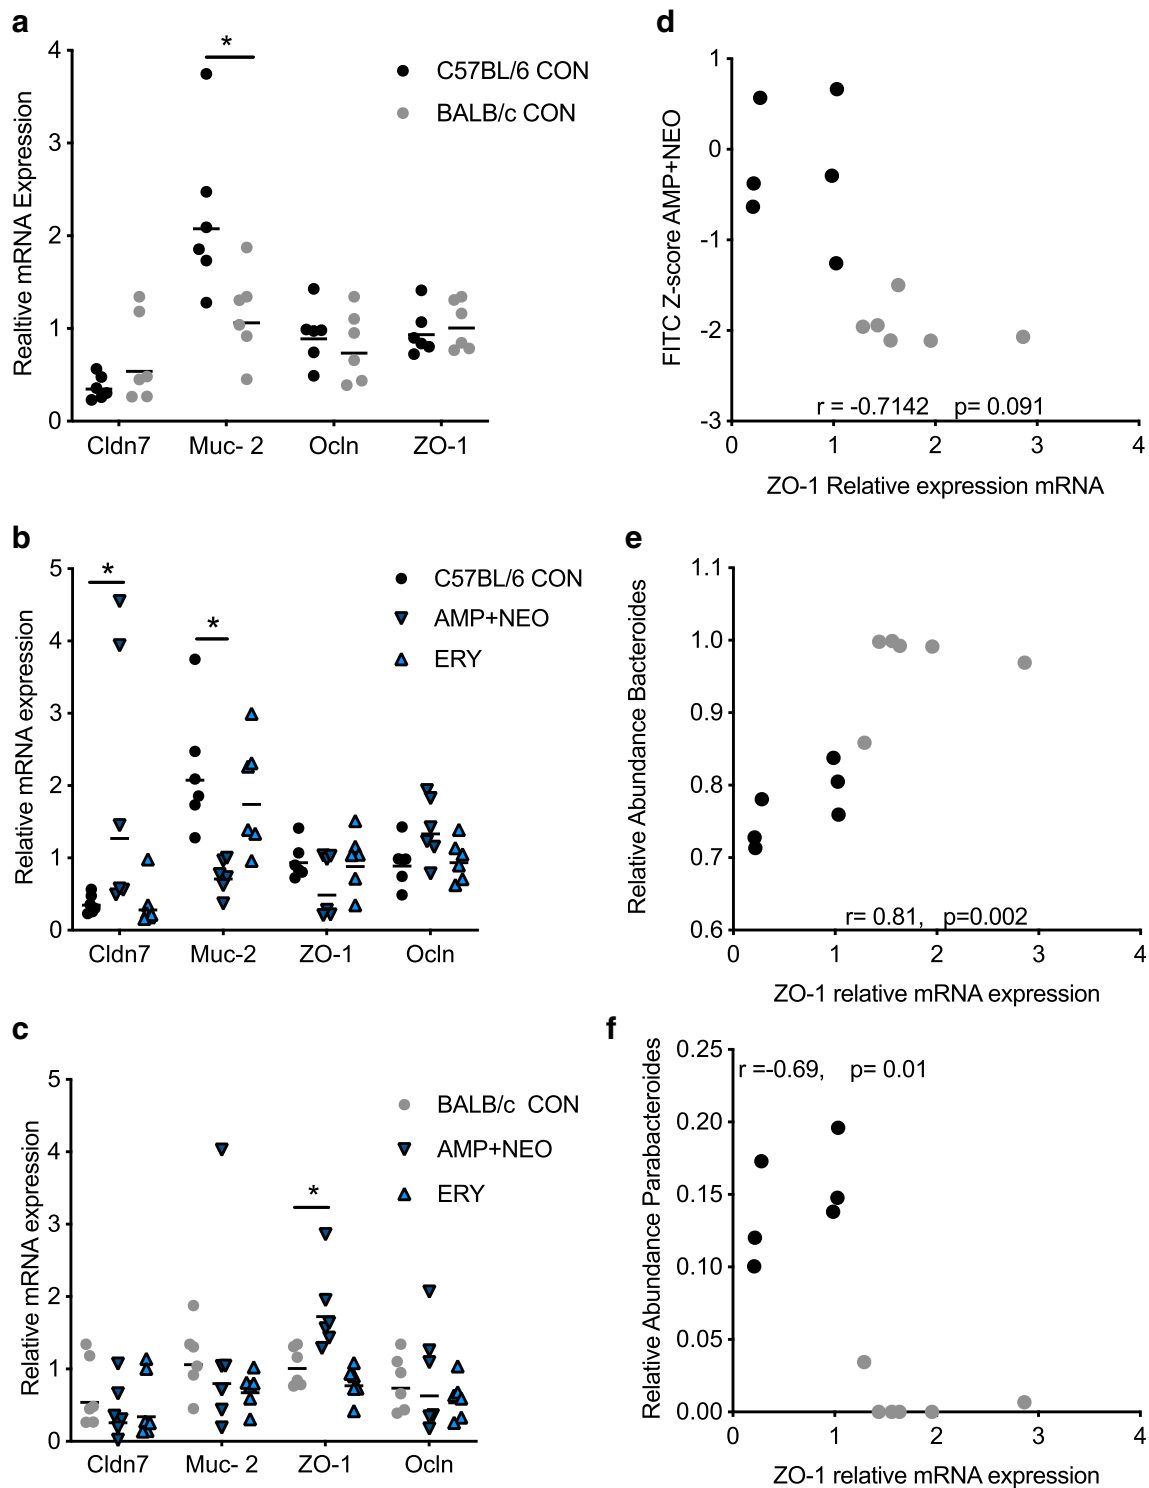 a
*
4
3
2
1
0
Realtive mRNA Expression
C57BL/6 CON
BALB/c CON
Cldn7 Muc- 2 Ocln ZO-1
b
*
*
5
4
3
2
1
0
Relative mRNA expression
C57BL/6 CON
AMP+NEO
ERY
Cldn7 Muc-2 ZO-1 Ocln
c
*
5
4
3
2
1
0
Relative mRNA expression
BALB/c CON
AMP+NEO
ERY
Cldn7 Muc- 2 ZO-1 Ocln
d
1
0
-1
-2
-3
FITC Z-score AMP+NEO
r = -0.7142 p= 0.091
0 1 2 3 4
ZO-1 Relative expression mRNA
e
1.1
1.0
0.9
0.8
0.7
0.6
Relative Abundance Bacteroides
r= 0.81, p=0.002
0 1 2 3 4
ZO-1 relative mRNA expression
f
0.25
0.20
0.15
0.10
0.05
0.00
Relative Abundance Parabacteroides
r =-0.69, p= 0.01
0 1 2 3 4
ZO-1 relative mRNA expression